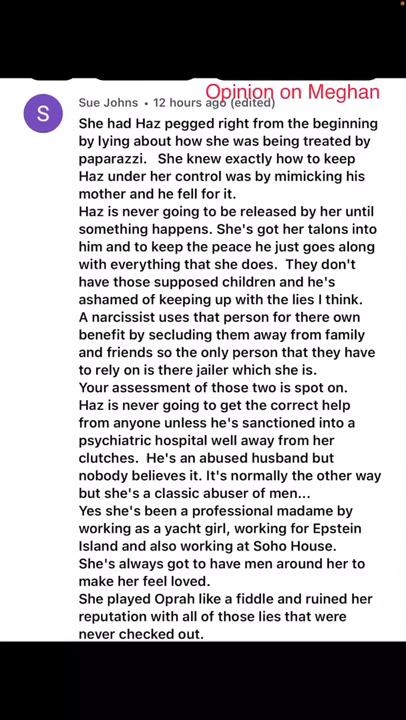 Opinion on Meghan
S
Sue Johns • 12 hours ago (edited)
She had Haz pegged right from the beginning
by lying about how she was being treated by
paparazzi. She knew exactly how to keep
Haz under her control was by mimicking his
mother and he fell for it.
Haz is never going to be released by her until
something happens. She's got her talons into
him and to keep the peace he just goes along
with everything that she does. They don't
have those supposed children and he's
ashamed of keeping up with the lies I think.
A narcissist uses that person for there own
benefit by secluding them away from family
and friends so the only person that they have
to rely on is there jailer which she is.
Your assessment of those two is spot on.
Haz is never going to get the correct help
from anyone unless he's sanctioned into a
psychiatric hospital well away from her
clutches. He's an abused husband but
nobody believes it. It's normally the other way
but she's a classic abuser of men...
Yes she's been a professional madame by
working as a yacht girl, working for Epstein
Island and also working at Soho House.
She's always got to have men around her to
make her feel loved.
She played Oprah like a fiddle and ruined her
reputation with all of those lies that were
never checked out.